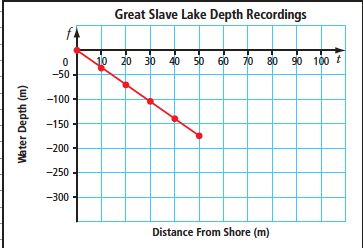 Great Slave Lake Depth Recordings
f
0 10 20 30 40 50 60 70 80 90 100 t
–50
–100
–150
–200
–250
–300
Water Depth (m)
Distance From Shore (m)